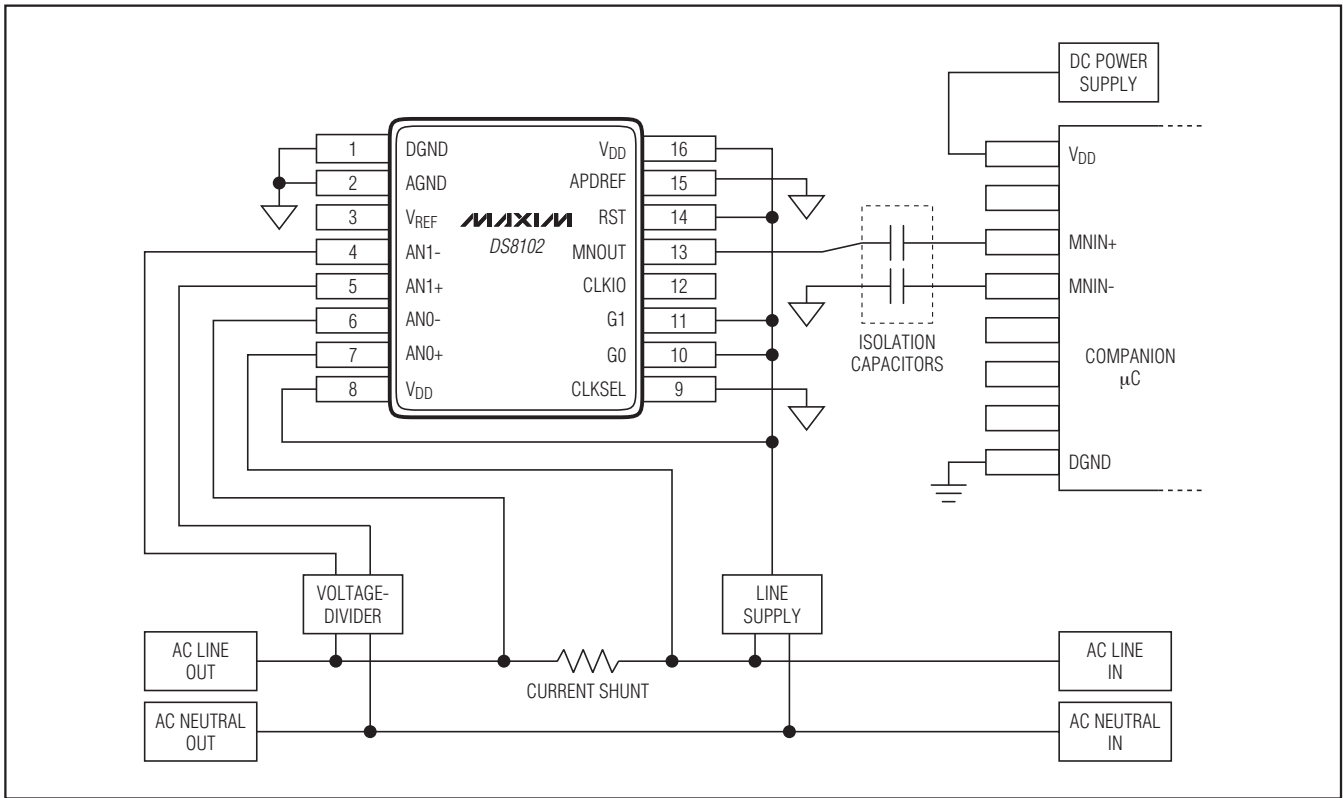 DC POWER
SUPPLY
1 DGND VDD 16
2 AGND APDREF 15
3 VREF MAXIM RST 14
4 AN1- DS8102 MNOUT 13
5 AN1+ CLKIO 12
6 AN0- G1 11
7 AN0+ G0 10
8 VDD CLKSEL 9
VDD
MNIN+
MNIN-
ISOLATION
CAPACITORS
COMPANION
μC
DGND
VOLTAGE-
DIVIDER
LINE
SUPPLY
AC LINE
OUT
CURRENT SHUNT
AC LINE
IN
AC NEUTRAL
OUT
AC NEUTRAL
IN